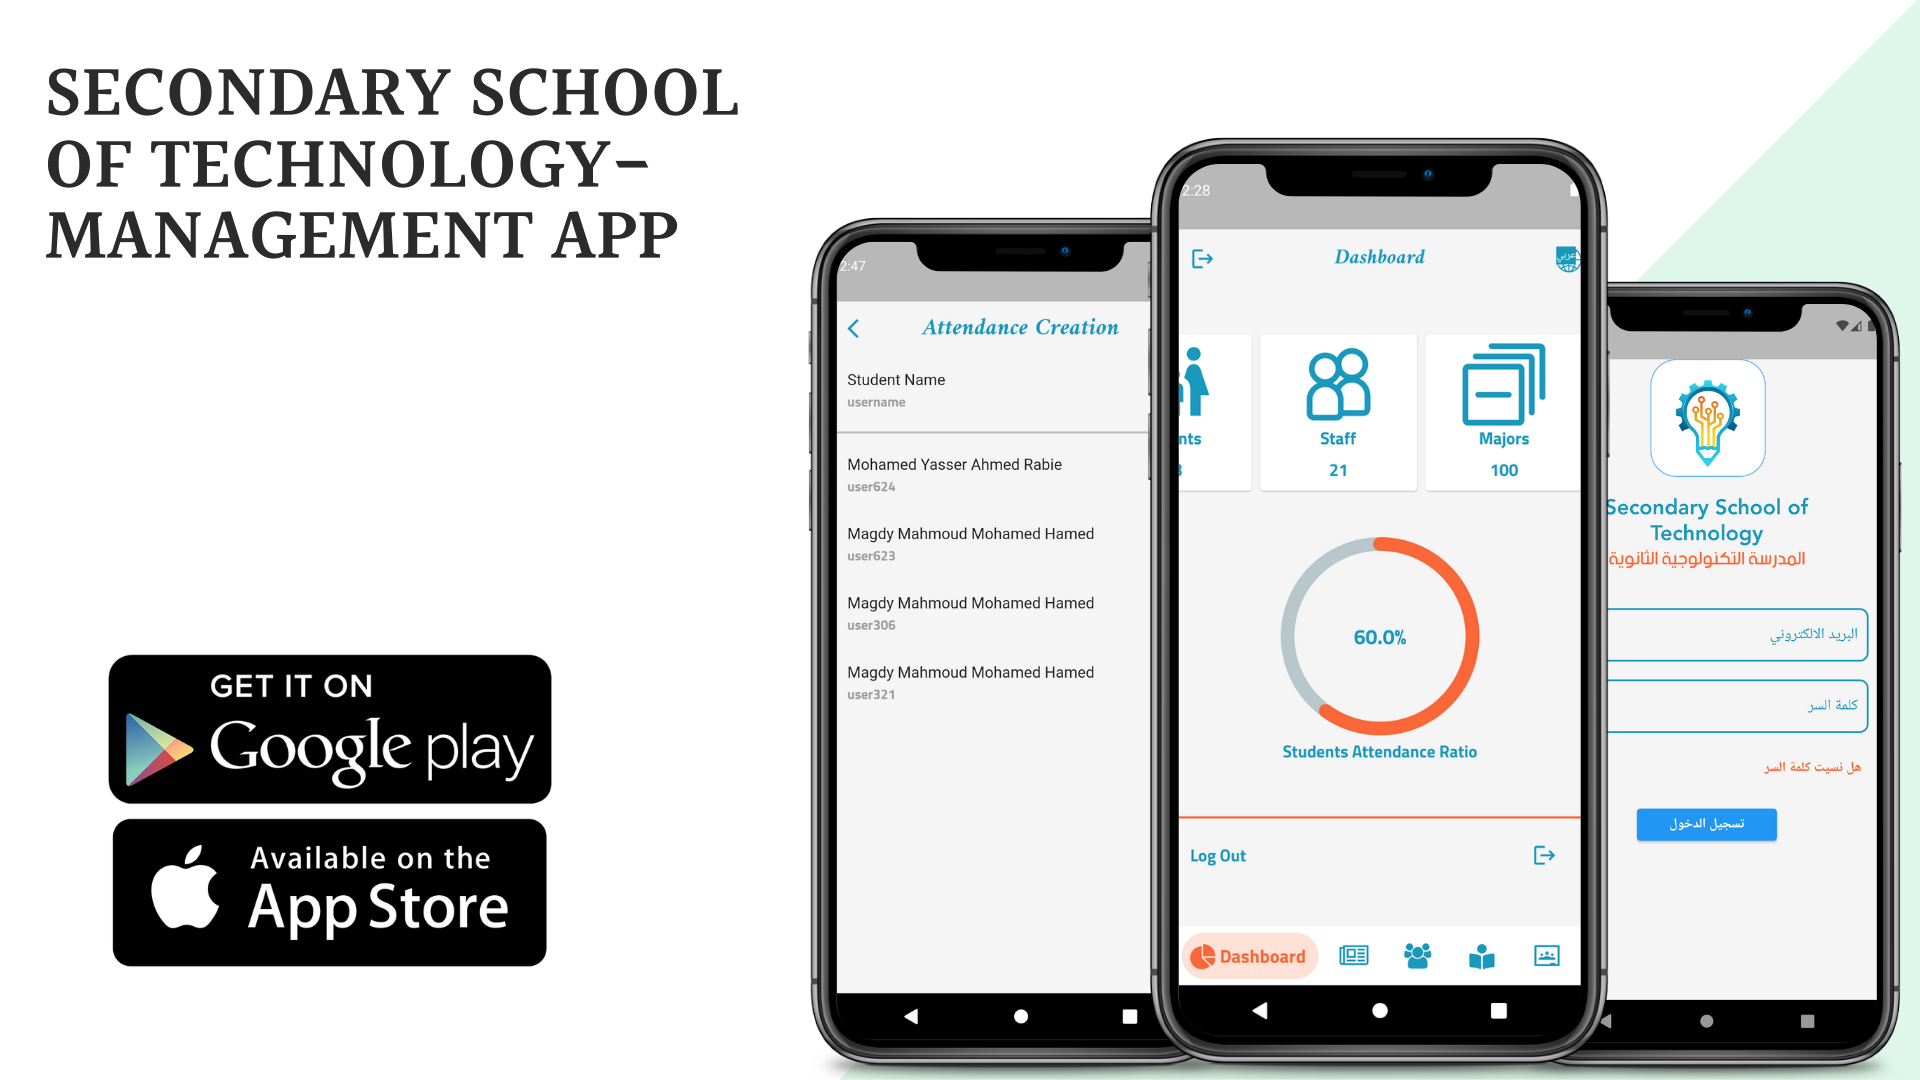 SECONDARY SCHOOL
OF TECHNOLOGY-
MANAGEMENT APP
GET IT ON
Google play
Available on the
App Store
2:47
Attendance Creation
Student Name
username
Mohamed Yasser Ahmed Rabie
user624
Magdy Mahmoud Mohamed Hamed
user623
Magdy Mahmoud Mohamed Hamed
user306
Magdy Mahmoud Mohamed Hamed
user321
2:28
Dashboard
عربي
nts
Staff
21
Majors
100
60.0%
Students Attendance Ratio
Log Out
Dashboard
Secondary School of
Technology
المدرسة التكنولوجية الثانوية
البريد الالكتروني
كلمة السر
هل نسيت كلمة السر
تسجيل الدخول